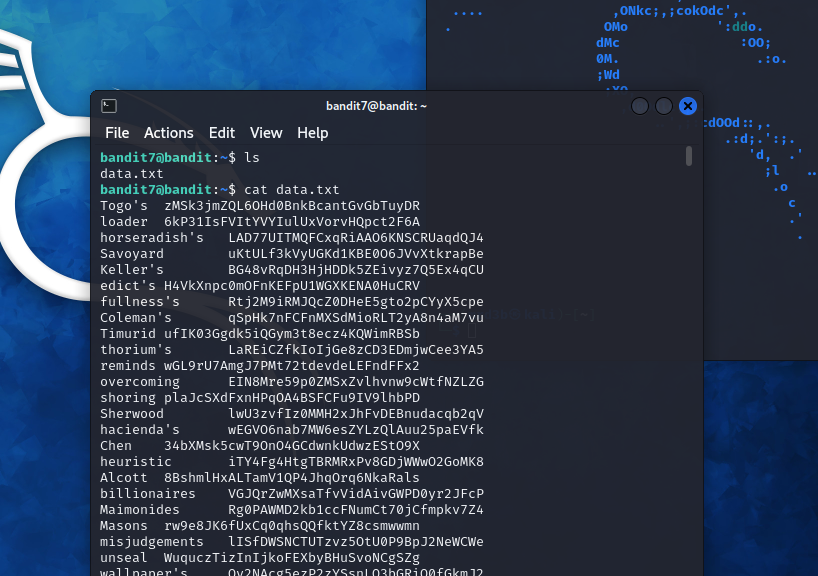 bandit7@bandit: ~
File Actions Edit View Help
bandit7@bandit:~$ ls
data.txt
bandit7@bandit:~$ cat data.txt
Togo's zMSk3jmZQL6OHd0BnkBcantGvGbTuyDR
loader 6kP31IsFVItYVYIulUxVorvHQpct2F6A
horseradish's LAD77UITMQFCxqRiAAO6KNSCRUaqdQJ4
Savoyard uKtULf3kVyUGKd1KBE0O6JVvXtkrapBe
Keller's BG48vRqDH3HjHDDk5ZEivyz7Q5Ex4qCU
edict's H4VkXnpc0mOFnKEFpU1WGXKENA0HuCRV
fullness's Rtj2M9iRMJQcZ0DHeE5gto2pCYyX5cpe
Coleman's qSpHk7nFCFnMXSdMioRLT2yA8n4aM7vu
Timurid ufIK03Ggdk5iQGym3t8ecz4KQWimRBSb
thorium's LaREiCZfkIoIjGe8zCD3EDmjwCee3YA5
reminds wGL9rU7AmgJ7PMt72tdevdeLEFndFFx2
overcoming EIN8Mre59p0ZMSxZvlhvnw9cWtfNZLZG
shoring plaJcSXdFxnHPqOA4BSFCFu9IV9lhbPD
Sherwood lwU3zvfIz0MMH2xJhFvDEBnudacqb2qV
hacienda's wEGVO6nab7MW6esZYLzQlAuu25paEVfk
Chen 34bXMsk5cwT9OnO4GCdwnkUdwzEStO9X
heuristic iTY4Fg4HtgTBRMRxPv8GDjWWwO2GoMK8
Alcott 8BshmlHxALTamV1QP4JhqOrq6NkaRals
billionaires VGJQrZwMXsaTfvVidAivGWPD0yr2JFcP
Maimonides Rg0PAWMD2kb1ccFNumCt70jCfmpkv7Z4
Masons rw9e8JK6fUxCq0qhsQQfktYZ8csmwwmn
misjudgements lISfDWSNCTUTzvz5OtU0P9BpJ2NeWCWe
unseal WuquczTizInIjkoFEXbyBHuSvoNCgSZg
wallpaper's